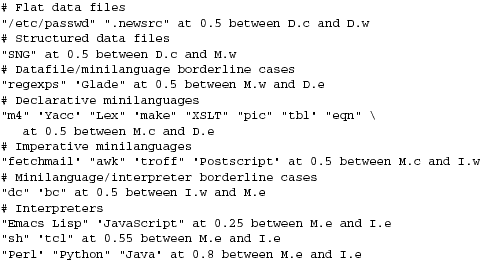 # Flat data files
"/etc/passwd" ".newsrc" at 0.5 between D.c and D.w
# Structured data files
"SNG" at 0.5 between D.c and M.w
# Datafile/minilanguage borderline cases
"regexps" "Glade" at 0.5 between M.w and D.e
# Declarative minilanguages
"m4" "Yacc" "Lex" "make" "XSLT" "pic" "tbl" "eqn" \
at 0.5 between M.c and D.e
# Imperative minilanguages
"fetchmail" "awk" "troff" "Postscript" at 0.5 between M.c and I.w
# Minilanguage/interpreter borderline cases
"dc" "bc" at 0.5 between I.w and M.e
# Interpreters
"Emacs Lisp" "JavaScript" at 0.25 between M.e and I.e
"sh" "tcl" at 0.55 between M.e and I.e
"Perl" "Python" "Java" at 0.8 between M.e and I.e